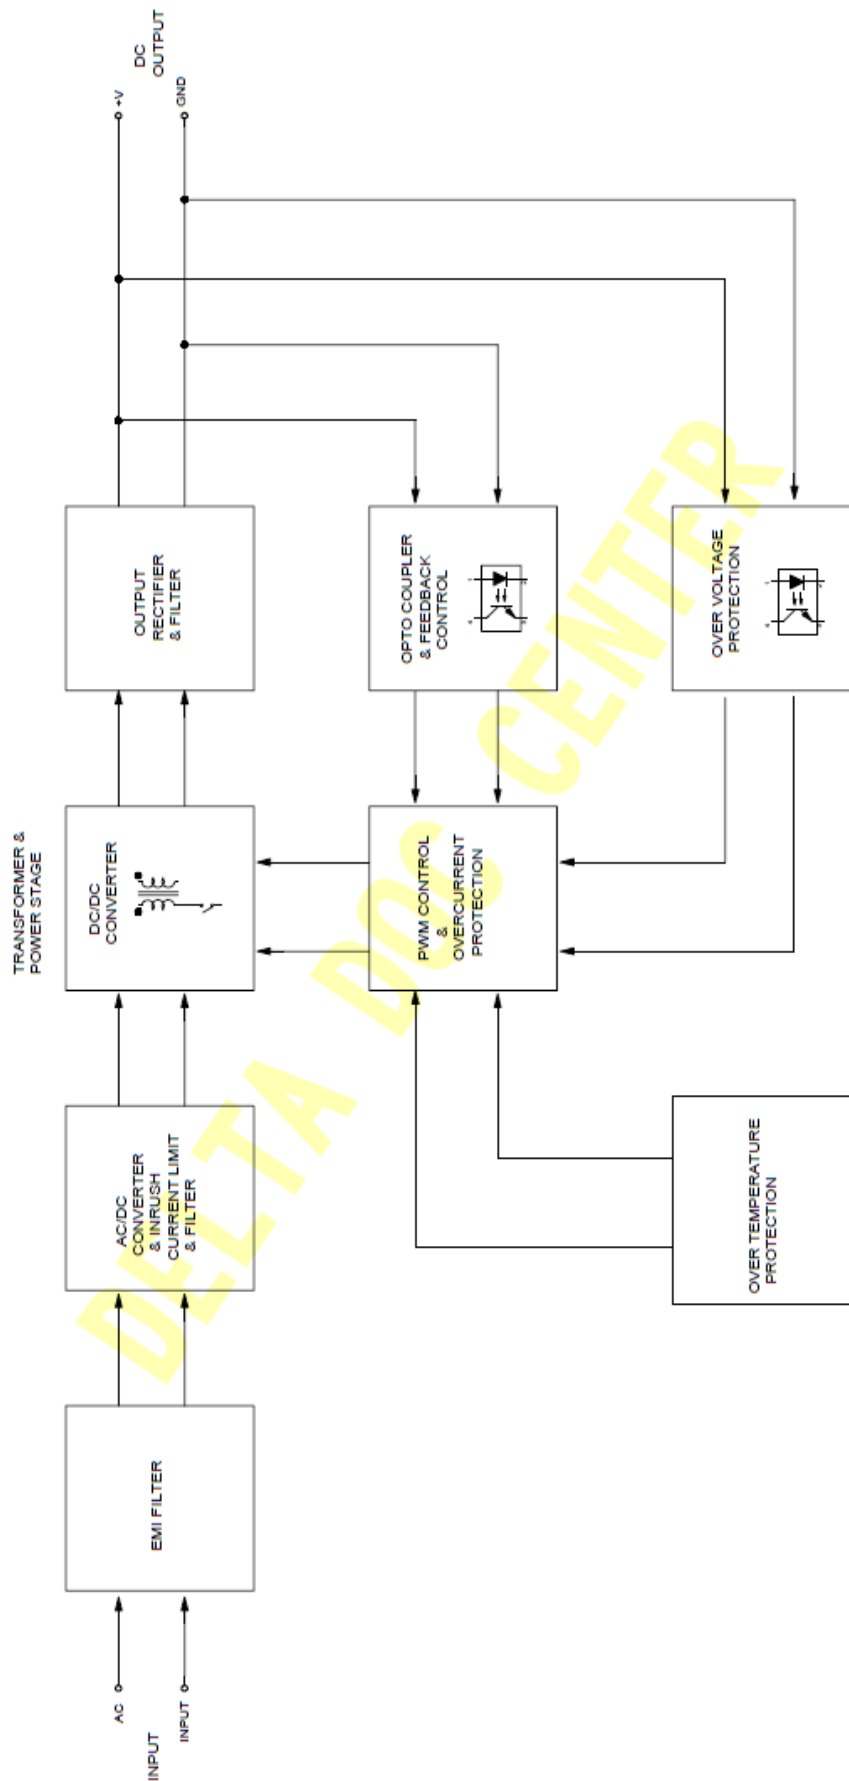 TRANSFORMER &
POWER STAGE
AC
INPUT
INPUT
EMI FILTER
AC/DC
CONVERTER
& INRUSH
CURRENT LIMIT
& FILTER
DC/DC
CONVERTER
OUTPUT
RECTIFIER
& FILTER
+V
GND
DC
OUTPUT
PWM CONTROL
&
OVERCURRENT
PROTECTION
OPTO COUPLER
& FEEDBACK
CONTROL
OVER TEMPERATURE
PROTECTION
OVER VOLTAGE
PROTECTION
DELTA DOC CENTER